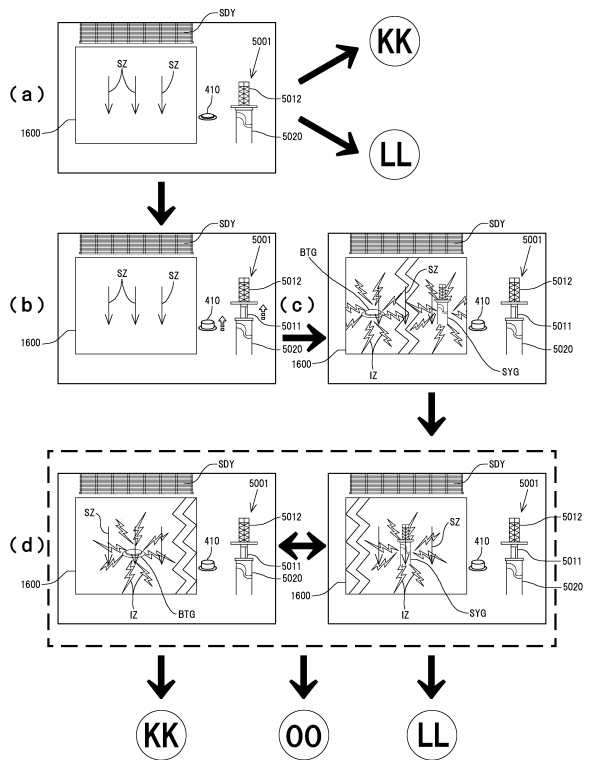 SDY
SZ
SZ
410
5001
5012
5020
1600
(a)
KK
LL
SDY
SZ
SZ
410
5001
5012
5011
5020
1600
(b)
SDY
BTG
SZ
5001
5012
410
5011
5020
1600
IZ
SYG
(c)
SDY
SZ
5001
5012
410
5011
5020
1600
IZ
BTG
(d)
SDY
SZ
5001
5012
410
5011
5020
1600
IZ
SYG
KK
OO
LL